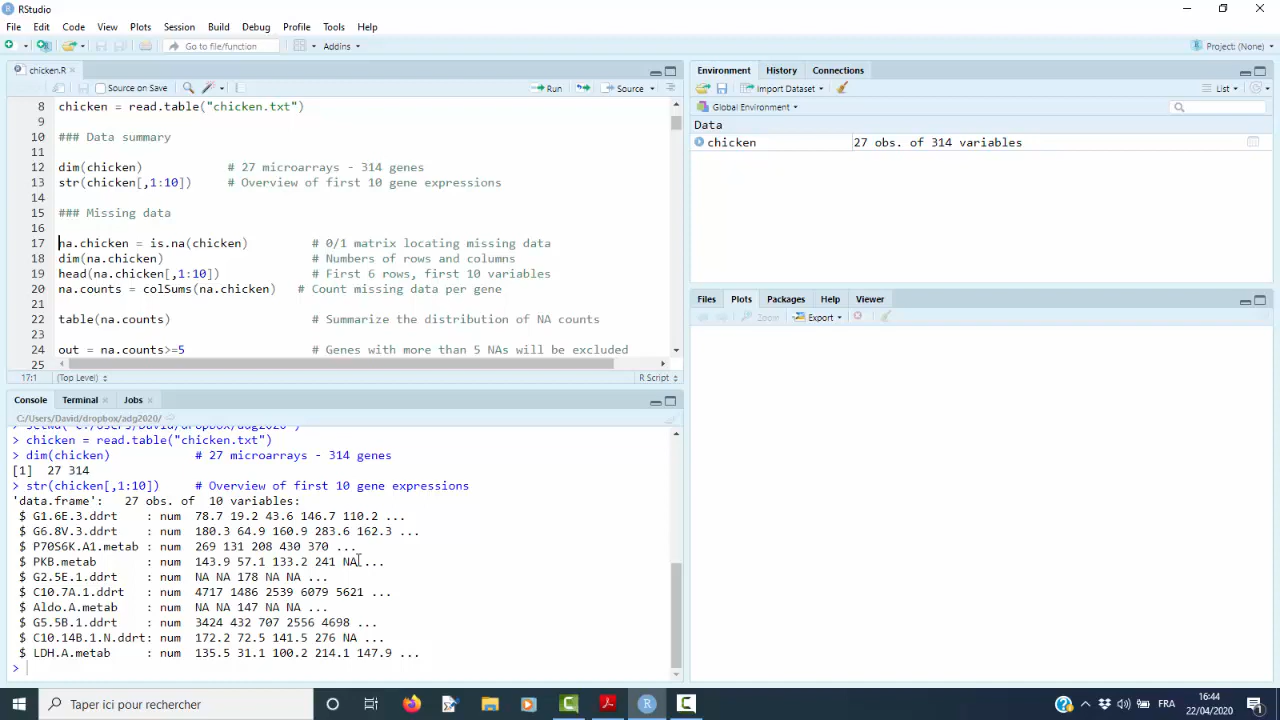 RStudio
File Edit Code View Plots Session Build Debug Profile Tools Help
Go to file/function Addins Project: (None)
chicken.R
Source on Save Run Source
8 chicken = read.table("chicken.txt")
9
10 ### Data summary
11
12 dim(chicken) # 27 microarrays - 314 genes
13 str(chicken[,1:10]) # Overview of first 10 gene expressions
14
15 ### Missing data
16
17 na.chicken = is.na(chicken) # 0/1 matrix locating missing data
18 dim(na.chicken) # Numbers of rows and columns
19 head(na.chicken[,1:10]) # First 6 rows, first 10 variables
20 na.counts = colSums(na.chicken) # Count missing data per gene
21
22 table(na.counts) # Summarize the distribution of NA counts
23
24 out = na.counts>=5 # Genes with more than 5 NAs will be excluded
25
17:1 (Top Level) R Script
Console Terminal Jobs
C:/Users/David/dropbox/adg2020/
> chicken = read.table("chicken.txt")
> dim(chicken) # 27 microarrays - 314 genes
[1] 27 314
> str(chicken[,1:10]) # Overview of first 10 gene expressions
'data.frame': 27 obs. of 10 variables:
$ G1.6E.3.ddrt : num 78.7 19.2 43.6 146.7 110.2 ...
$ G6.8V.3.ddrt : num 180.3 64.9 160.9 283.6 162.3 ...
$ P70S6K.A1.metab : num 269 131 208 430 370 ...
$ PKB.metab : num 143.9 57.1 133.2 241 NA ...
$ G2.5E.1.ddrt : num NA NA 178 NA NA ...
$ C10.7A.1.ddrt : num 4717 1486 2539 6079 5621 ...
$ Aldo.A.metab : num NA NA 147 NA NA ...
$ G5.5B.1.ddrt : num 3424 432 707 2556 4698 ...
$ C10.14B.1.N.ddrt: num 172.2 72.5 141.5 276 NA ...
$ LDH.A.metab : num 135.5 31.1 100.2 214.1 147.9 ...
>
Environment History Connections
Import Dataset List
Global Environment
Data
chicken 27 obs. of 314 variables
Files Plots Packages Help Viewer
Zoom Export
Taper ici pour rechercher
FRA
16:44
22/04/2020